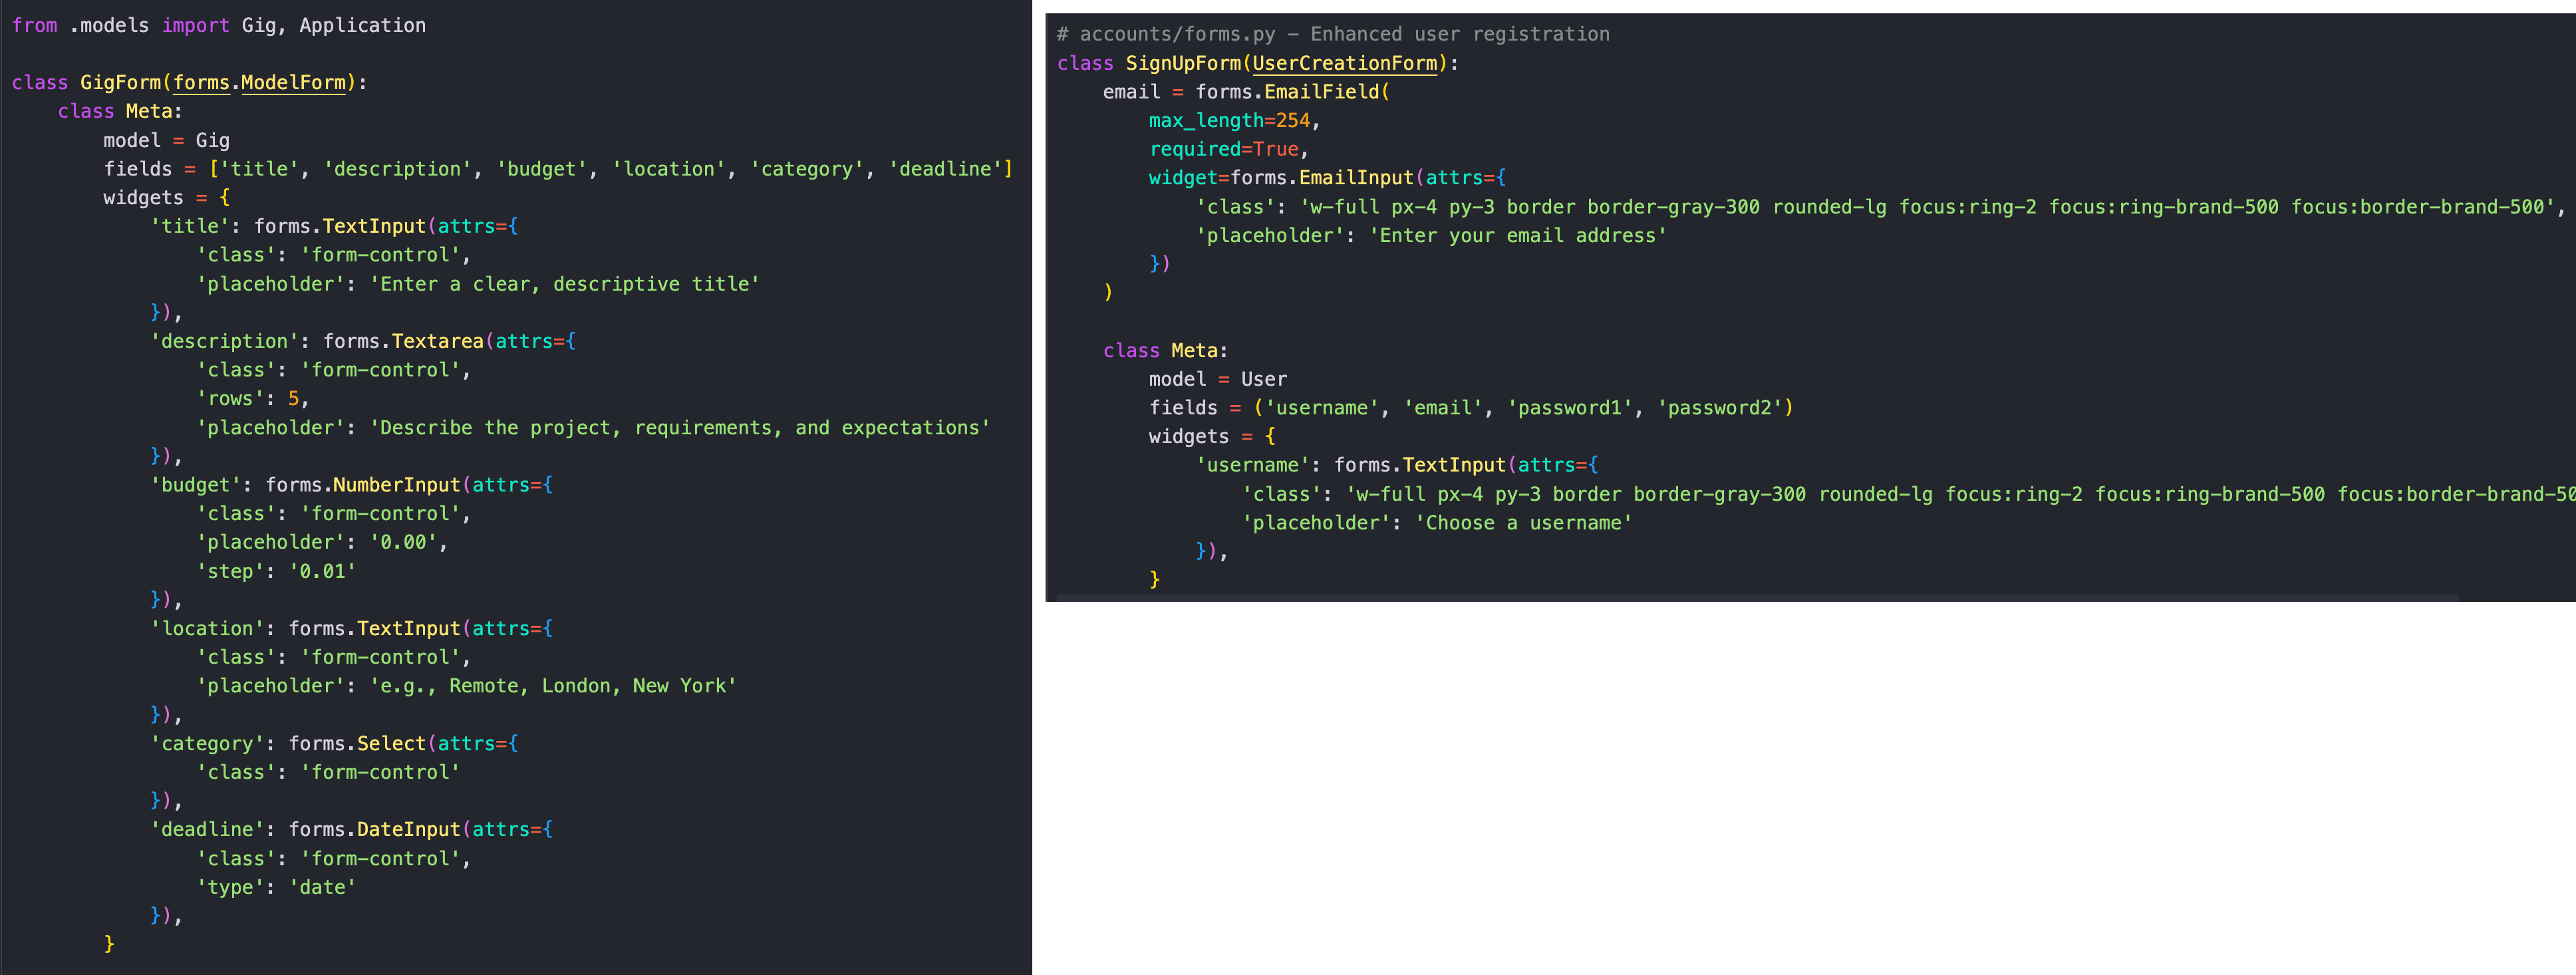 from .models import Gig, Application
class GigForm(forms.ModelForm):
    class Meta:
        model = Gig
        fields = ['title', 'description', 'budget', 'location', 'category', 'deadline']
        widgets = {
            'title': forms.TextInput(attrs={
                'class': 'form-control',
                'placeholder': 'Enter a clear, descriptive title'
            }),
            'description': forms.Textarea(attrs={
                'class': 'form-control',
                'rows': 5,
                'placeholder': 'Describe the project, requirements, and expectations'
            }),
            'budget': forms.NumberInput(attrs={
                'class': 'form-control',
                'placeholder': '0.00',
                'step': '0.01'
            }),
            'location': forms.TextInput(attrs={
                'class': 'form-control',
                'placeholder': 'e.g., Remote, London, New York'
            }),
            'category': forms.Select(attrs={
                'class': 'form-control'
            }),
            'deadline': forms.DateInput(attrs={
                'class': 'form-control',
                'type': 'date'
            }),
        }
# accounts/forms.py – Enhanced user registration
class SignUpForm(UserCreationForm):
    email = forms.EmailField(
        max_length=254,
        required=True,
        widget=forms.EmailInput(attrs={
            'class': 'w-full px-4 py-3 border border-gray-300 rounded-lg focus:ring-2 focus:ring-brand-500 focus:border-brand-500',
            'placeholder': 'Enter your email address'
        })
    )
    class Meta:
        model = User
        fields = ('username', 'email', 'password1', 'password2')
        widgets = {
            'username': forms.TextInput(attrs={
                'class': 'w-full px-4 py-3 border border-gray-300 rounded-lg focus:ring-2 focus:ring-brand-500 focus:border-brand-50
                'placeholder': 'Choose a username'
            }),
        }